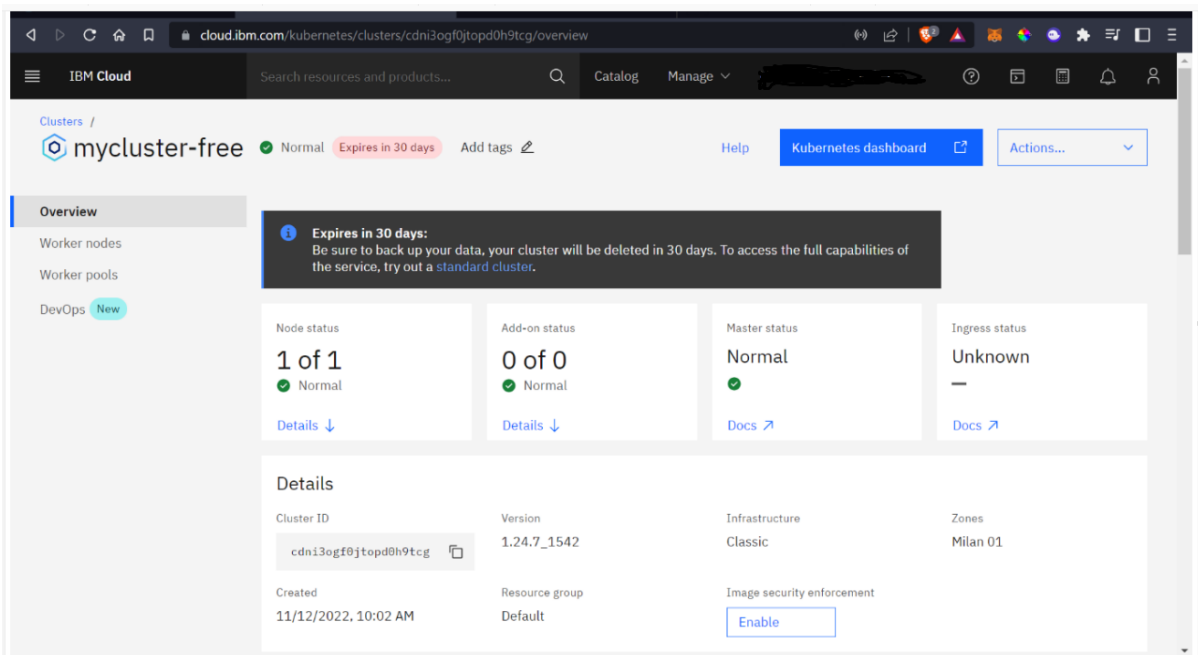 cloud.ibm.com/kubernetes/clusters/cdni3ogf0jtopd0h9tcg/overview
IBM Cloud
Search resources and products...
Catalog
Manage
Clusters /
mycluster-free
Normal
Expires in 30 days
Add tags
Help
Kubernetes dashboard
Actions...
Overview
Worker nodes
Worker pools
DevOps New
Expires in 30 days:
Be sure to back up your data, your cluster will be deleted in 30 days. To access the full capabilities of
the service, try out a standard cluster.
Node status
1 of 1
Normal
Details
Add-on status
0 of 0
Normal
Details
Master status
Normal
Docs
Ingress status
Unknown
Docs
Details
Cluster ID
cdni3ogf0jtopd0h9tcg
Version
1.24.7_1542
Infrastructure
Classic
Zones
Milan 01
Created
11/12/2022, 10:02 AM
Resource group
Default
Image security enforcement
Enable